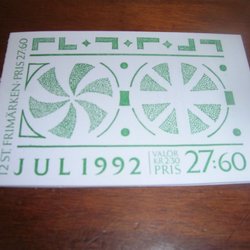 12 ST. FRIMÄRKEN·PRIS 27:60
JUL 1992
VALÖR
KR 2:30
PRIS
27:60